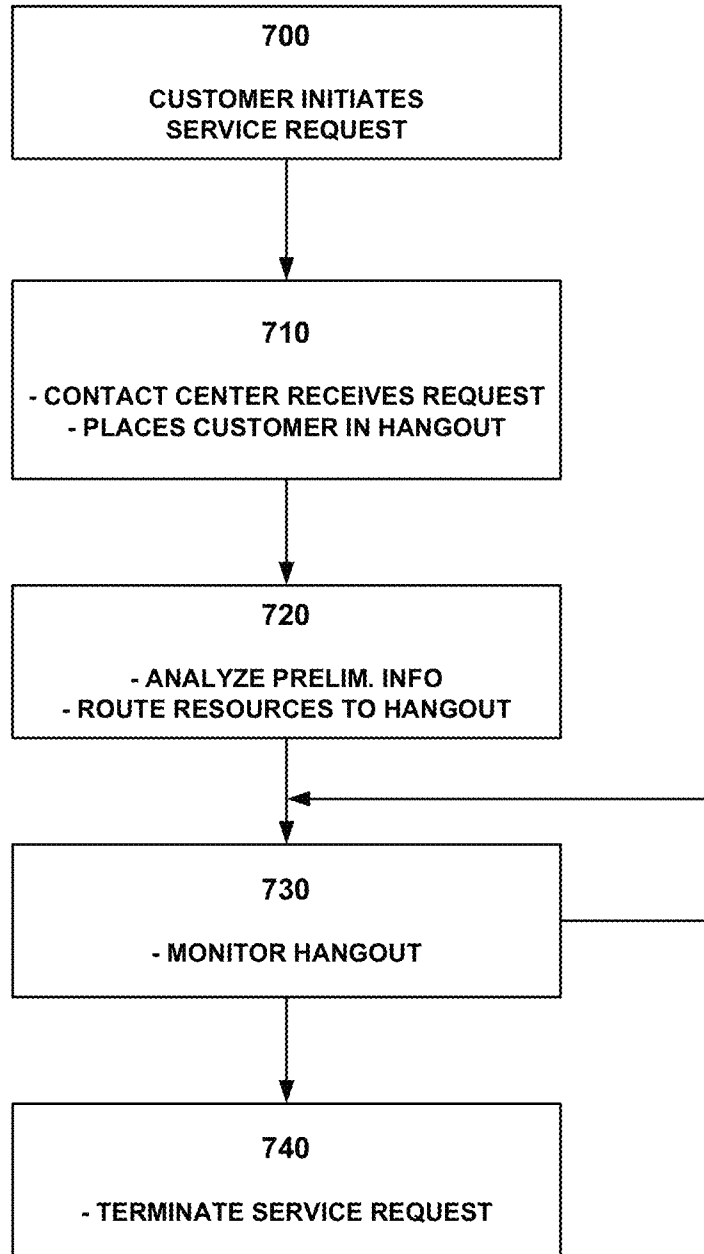 700
CUSTOMER INITIATES
SERVICE REQUEST
710
- CONTACT CENTER RECEIVES REQUEST
- PLACES CUSTOMER IN HANGOUT
720
- ANALYZE PRELIM. INFO
- ROUTE RESOURCES TO HANGOUT
730
- MONITOR HANGOUT
740
- TERMINATE SERVICE REQUEST